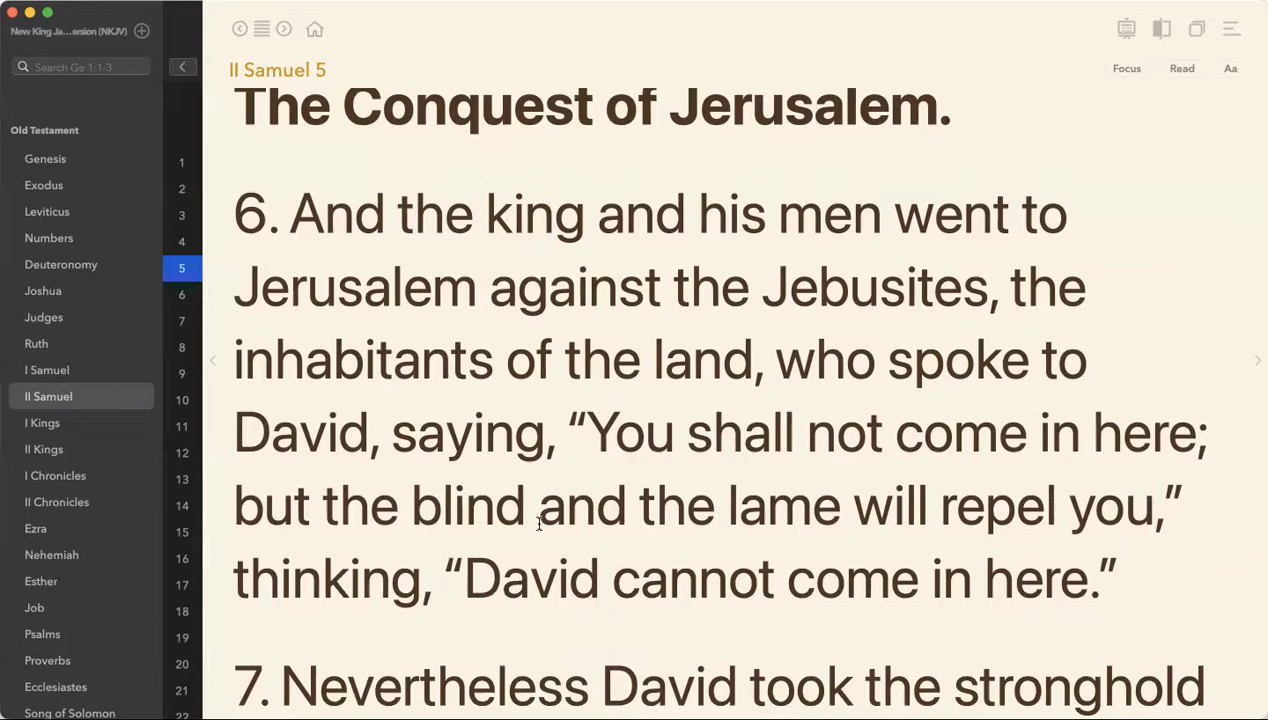 New King Ja...ersion (NKJV)
Search Ge 1:1-3
Old Testament
Genesis
Exodus
Leviticus
Numbers
Deuteronomy
Joshua
Judges
Ruth
I Samuel
II Samuel
I Kings
II Kings
I Chronicles
II Chronicles
Ezra
Nehemiah
Esther
Job
Psalms
Proverbs
Ecclesiastes
Song of Solomon
1
2
3
4
5
6
7
8
9
10
11
12
13
14
15
16
17
18
19
20
21
22
II Samuel 5
Focus
Read
Aa
The Conquest of Jerusalem.
6. And the king and his men went to
Jerusalem against the Jebusites, the
inhabitants of the land, who spoke to
David, saying, “You shall not come in here;
but the blind and the lame will repel you,”
thinking, “David cannot come in here.”
7. Nevertheless David took the stronghold